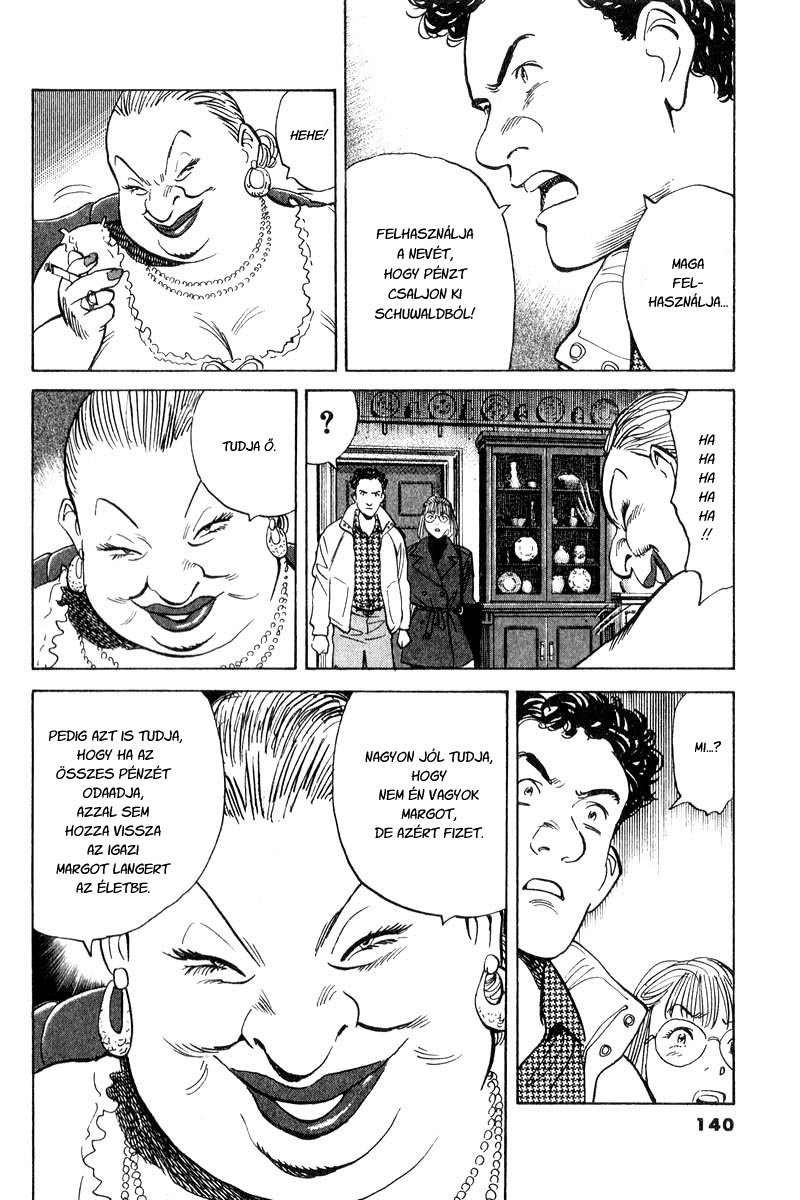 MAGA
FEL-
HASZNÁLJA...
FELHASZNÁLJA
A NEVÉT,
HOGY PÉNZT
CSALJON KI
SCHUWALDBÓL!
HEHE!
HA
HA
HA
HA
HA
!!
?
TUDJA Ő.
MI...?
NAGYON JÓL TUDJA,
HOGY
NEM ÉN VAGYOK
MARGOT,
DE AZÉRT FIZET.
PEDIG AZT IS TUDJA,
HOGY HA AZ
ÖSSZES PÉNZÉT
ODAADJA,
AZZAL SEM
HOZZA VISSZA
AZ IGAZI
MARGOT LANGERT
AZ ÉLETBE.
140